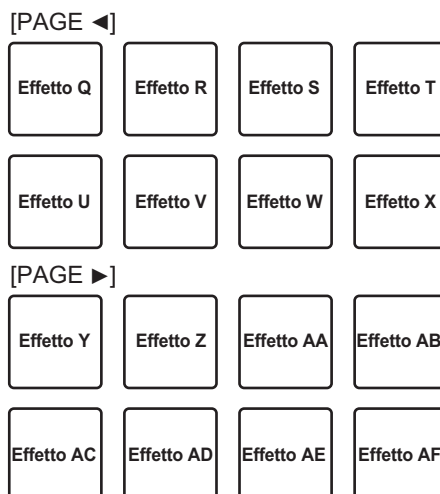 [PAGE ◄]
Effetto Q Effetto R Effetto S Effetto T
Effetto U Effetto V Effetto W Effetto X
[PAGE ►]
Effetto Y Effetto Z Effetto AA Effetto AB
Effetto AC Effetto AD Effetto AE Effetto AF